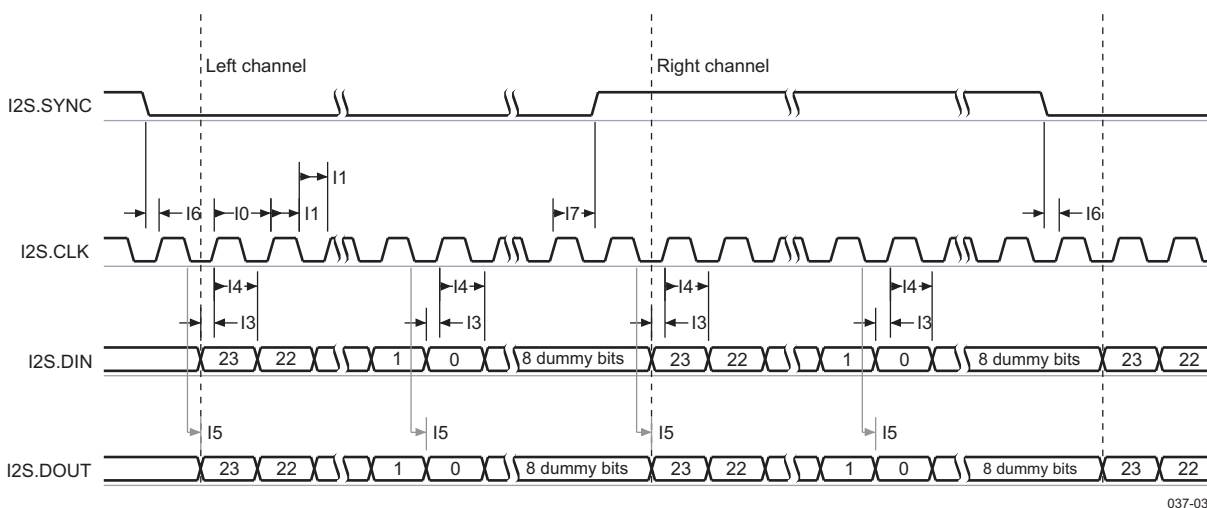 Left channel
Right channel
I2S.SYNC
I1
I6
I0
I1
I7
I6
I2S.CLK
I4
I4
I4
I4
I3
I3
I3
I3
I2S.DIN
23
22
1
0
8 dummy bits
23
22
1
0
8 dummy bits
23
22
I5
I5
I5
I5
I2S.DOUT
23
22
1
0
8 dummy bits
23
22
1
0
8 dummy bits
23
22
037-03